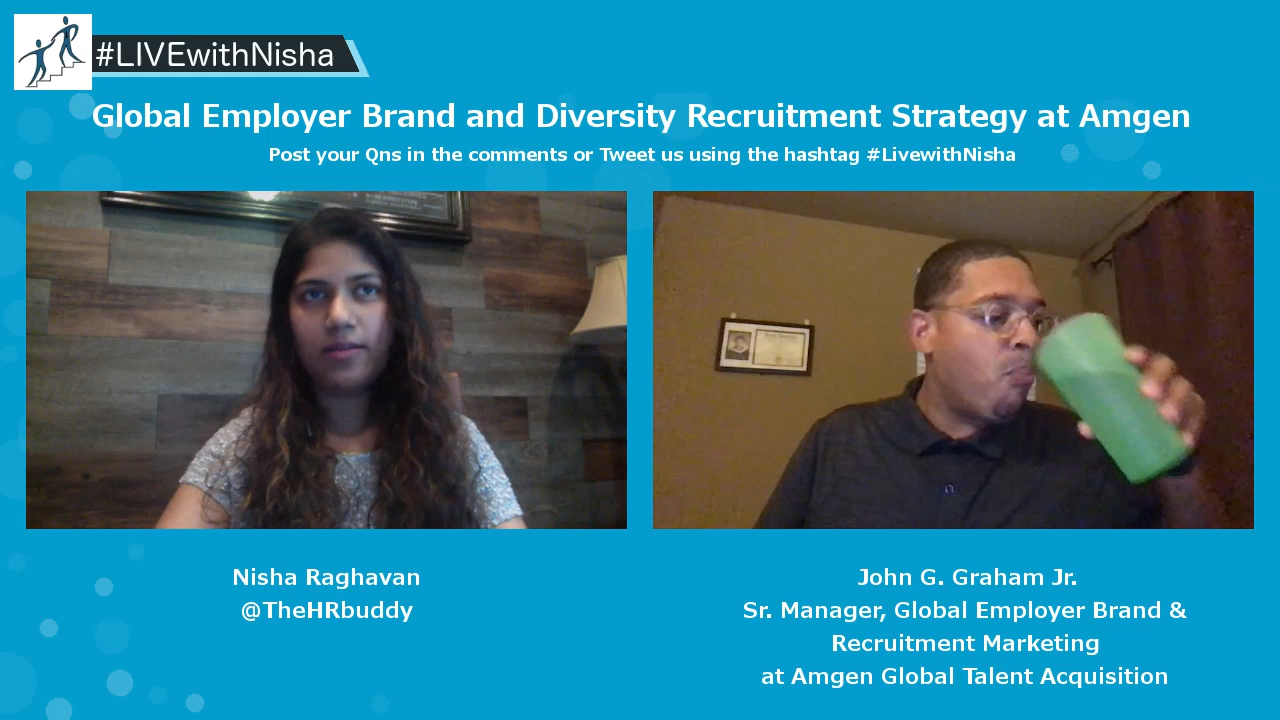 #LIVEwithNisha
Global Employer Brand and Diversity Recruitment Strategy at Amgen
Post your Qns in the comments or Tweet us using the hashtag #LivewithNisha
Nisha Raghavan
@TheHRbuddy
John G. Graham Jr.
Sr. Manager, Global Employer Brand &
Recruitment Marketing
at Amgen Global Talent Acquisition